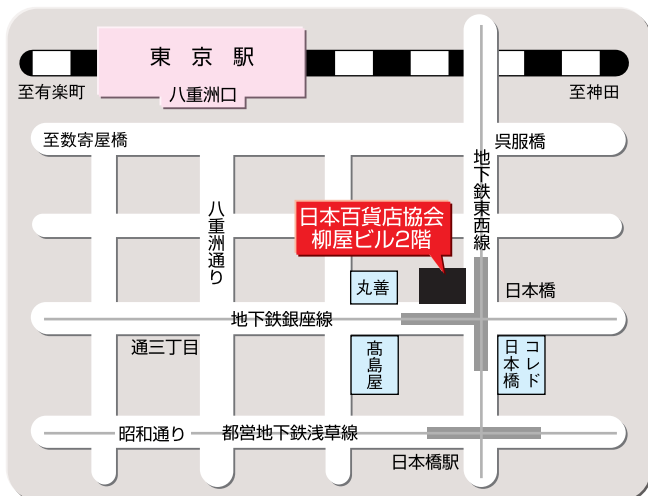 東京駅
八重洲口
至有楽町
至神田
至数寄屋橋
呉服橋
地下鉄東西線
八重洲通り
日本百貨店協会
柳屋ビル2階
丸善
日本橋
地下鉄銀座線
通三丁目
髙島屋
コレド
日本橋
昭和通り
都営地下鉄浅草線
日本橋駅